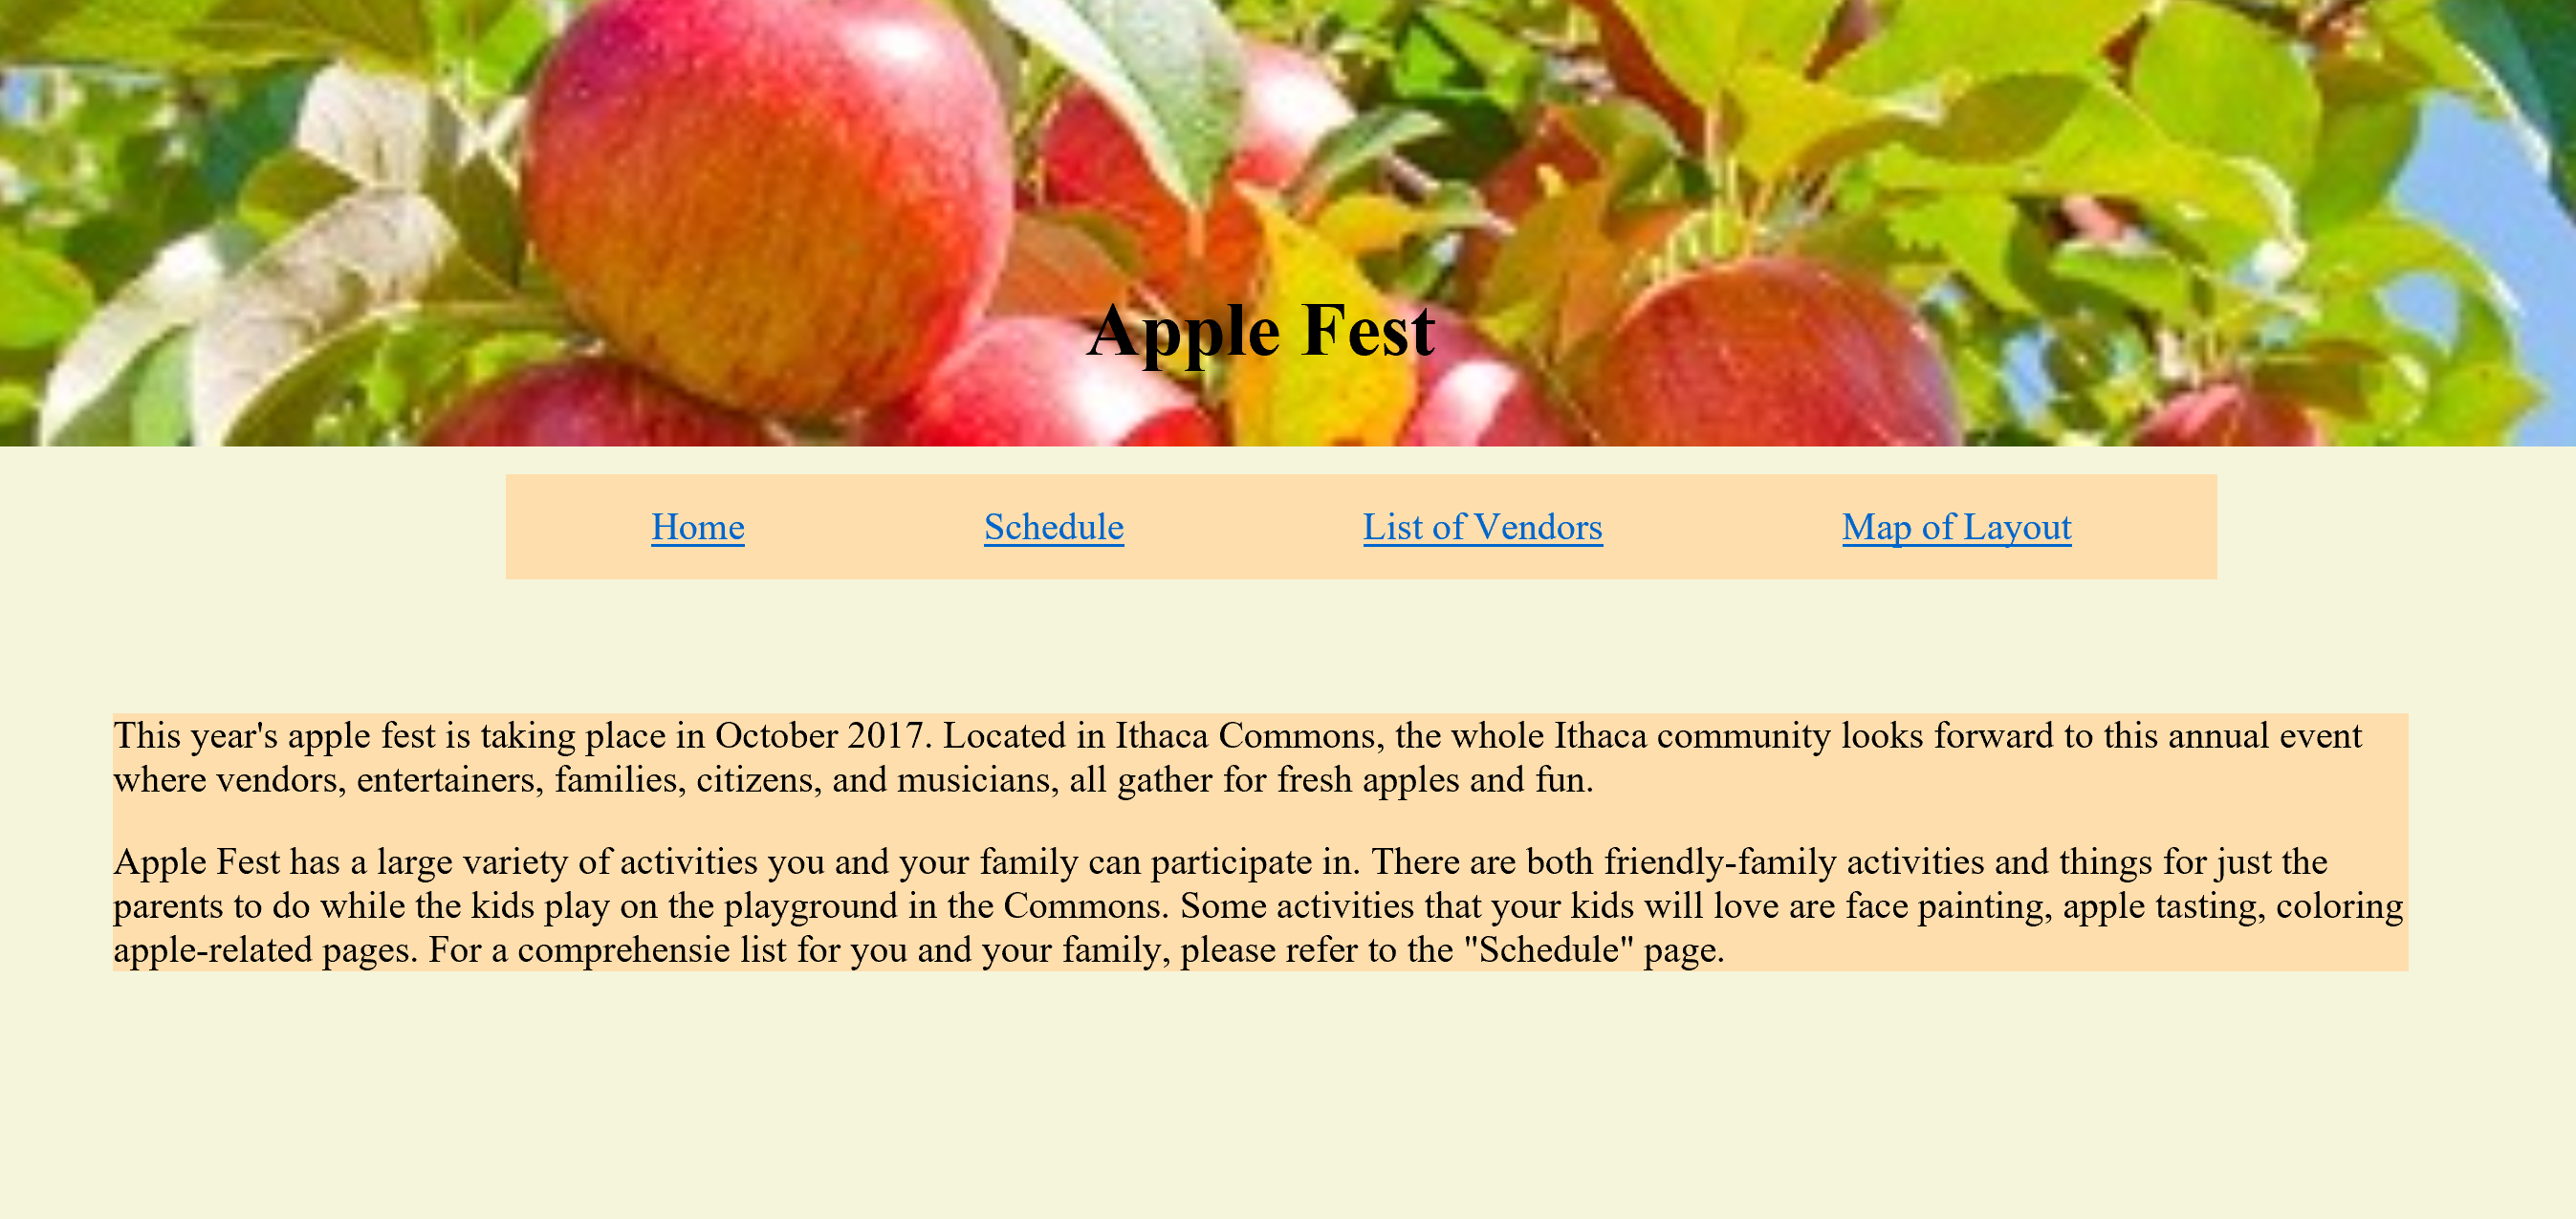 Apple Fest
Home Schedule List of Vendors Map of Layout
This year's apple fest is taking place in October 2017. Located in Ithaca Commons, the whole Ithaca community looks forward to this annual event
where vendors, entertainers, families, citizens, and musicians, all gather for fresh apples and fun.
Apple Fest has a large variety of activities you and your family can participate in. There are both friendly-family activities and things for just the
parents to do while the kids play on the playground in the Commons. Some activities that your kids will love are face painting, apple tasting, coloring
apple-related pages. For a comprehensie list for you and your family, please refer to the "Schedule" page.